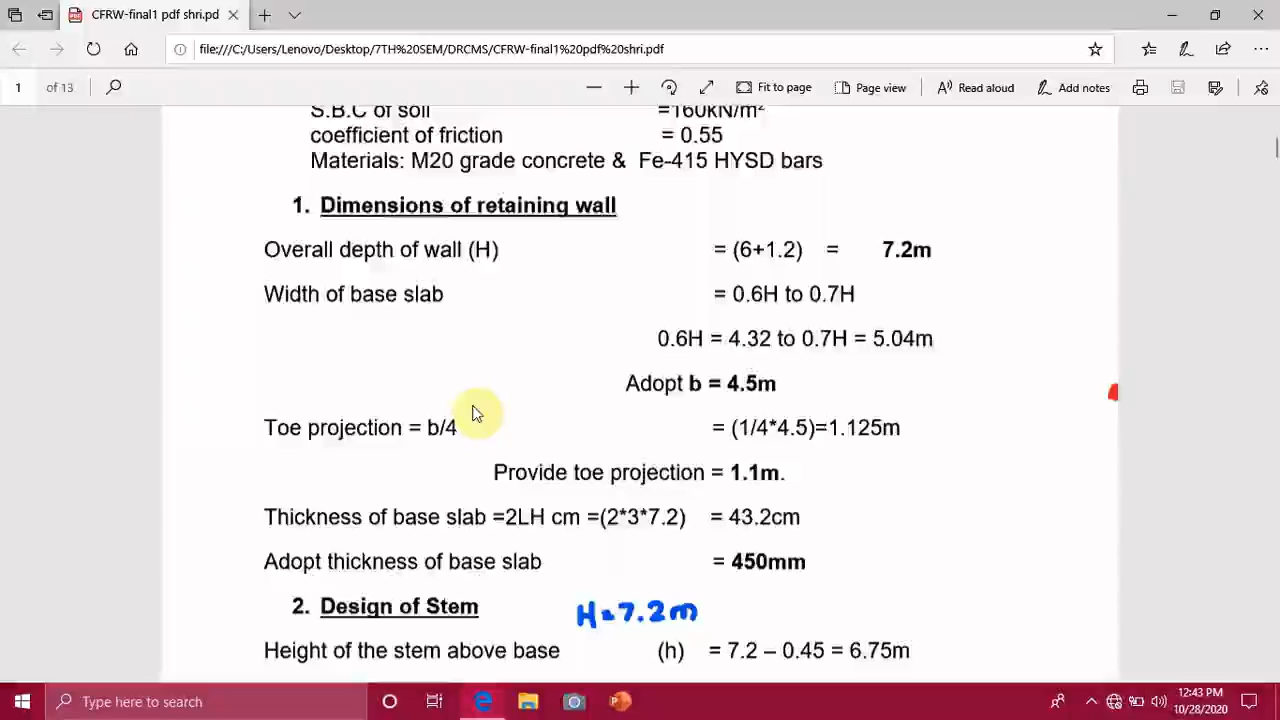 CFRW-final1 pdf shri.pd
file:///C:/Users/Lenovo/Desktop/7TH%20SEM/DRCMS/CFRW-final1%20pdf%20shri.pdf
1 of 13 Fit to page Page view Read aloud Add notes
S.B.C of soil =160kN/m²
coefficient of friction = 0.55
Materials: M20 grade concrete & Fe-415 HYSD bars
1. Dimensions of retaining wall
Overall depth of wall (H) = (6+1.2) = 7.2m
Width of base slab = 0.6H to 0.7H
0.6H = 4.32 to 0.7H = 5.04m
Adopt b = 4.5m
Toe projection = b/4 = (1/4*4.5)=1.125m
Provide toe projection = 1.1m.
Thickness of base slab =2LH cm =(2*3*7.2) = 43.2cm
Adopt thickness of base slab = 450mm
2. Design of Stem H=7.2m
Height of the stem above base (h) = 7.2 – 0.45 = 6.75m
Type here to search
12:43 PM
10/28/2020